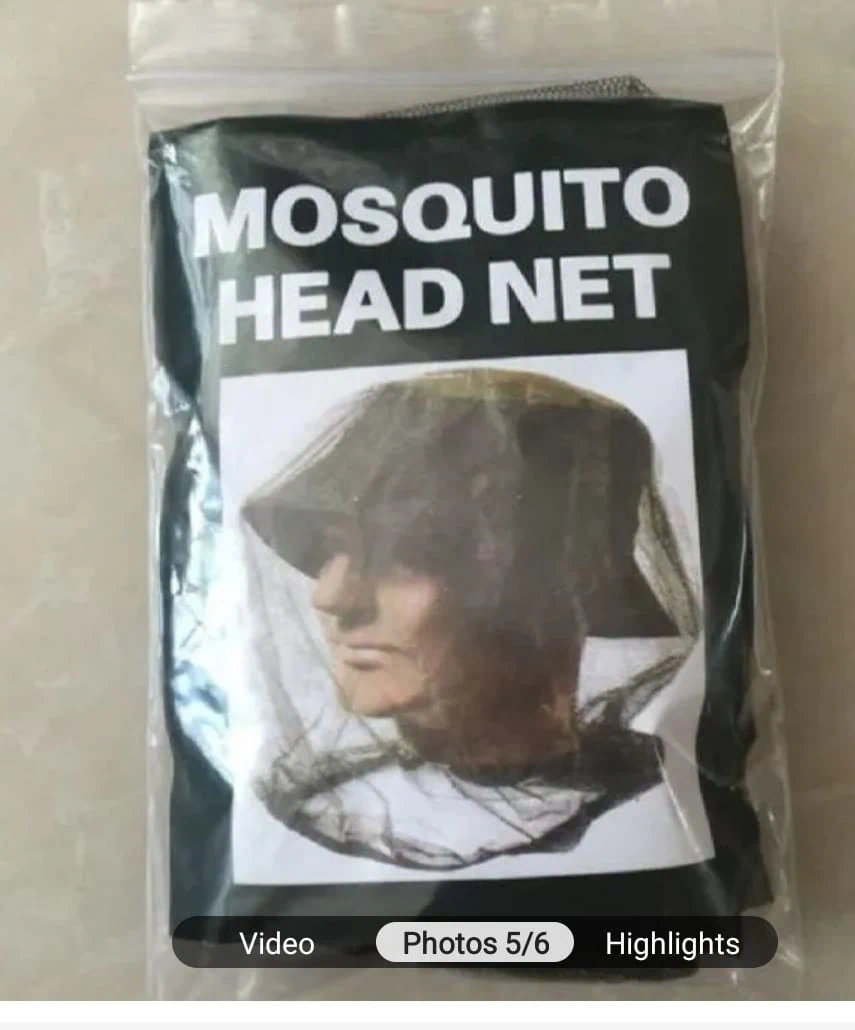 MOSQUITO
HEAD NET
Video
Photos 5/6
Highlights